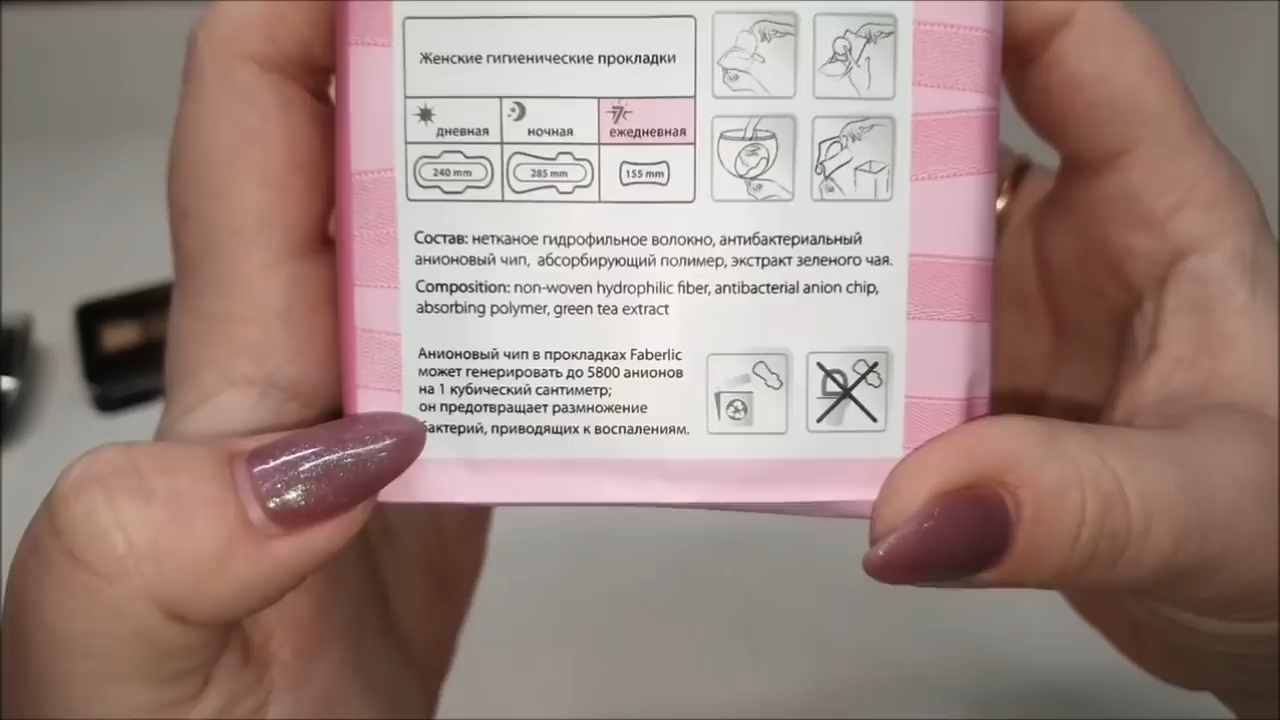 Женские гигиенические прокладки
дневная
ночная
ежедневная
240 mm
285 mm
155 mm
Состав: нетканое гидрофильное волокно, антибактериальный
анионовый чип, абсорбирующий полимер, экстракт зеленого чая.
Composition: non-woven hydrophilic fiber, antibacterial anion chip,
absorbing polymer, green tea extract
Анионовый чип в прокладках Faberlic
может генерировать до 5800 анионов
на 1 кубический сантиметр;
он предотвращает размножение
бактерий, приводящих к воспалениям.